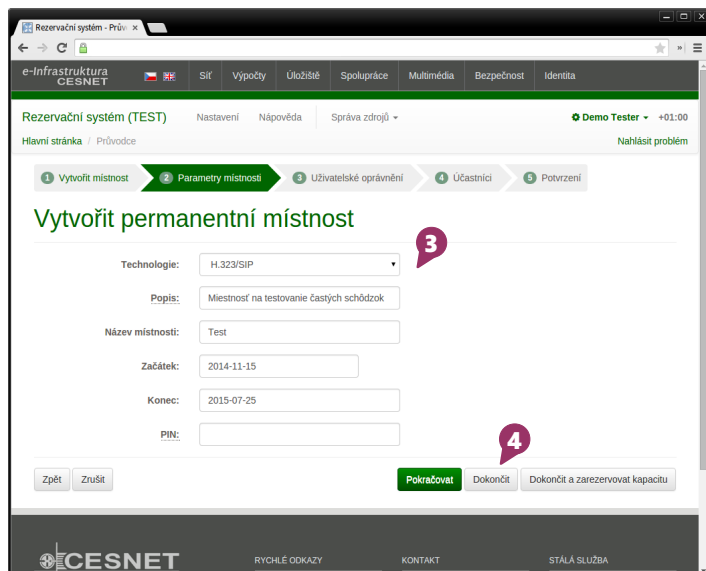 Rezervační systém - Průvo
e-Infrastruktura
CESNET
Síť Výpočty Úložiště Spolupráce Multimédia Bezpečnost Identita
Rezervační systém (TEST) Nastavení Nápověda Správa zdrojů Demo Tester +01:00
Hlavní stránka / Průvodce Nahlásit problém
1 Vytvořit místnost 2 Parametry místnosti 3 Uživatelské oprávnění 4 Účastníci 5 Potvrzení
Vytvořit permanentní místnost
3
Technologie: H.323/SIP
Popis: Miestnosť na testovanie častých schôdzok
Název místnosti: Test
Začátek: 2014-11-15
Konec: 2015-07-25
PIN:
4
Zpět Zrušit Pokračovat Dokončit Dokončit a zarezervovat kapacitu
CESNET RYCHLÉ ODKAZY KONTAKT STÁLÁ SLUŽBA